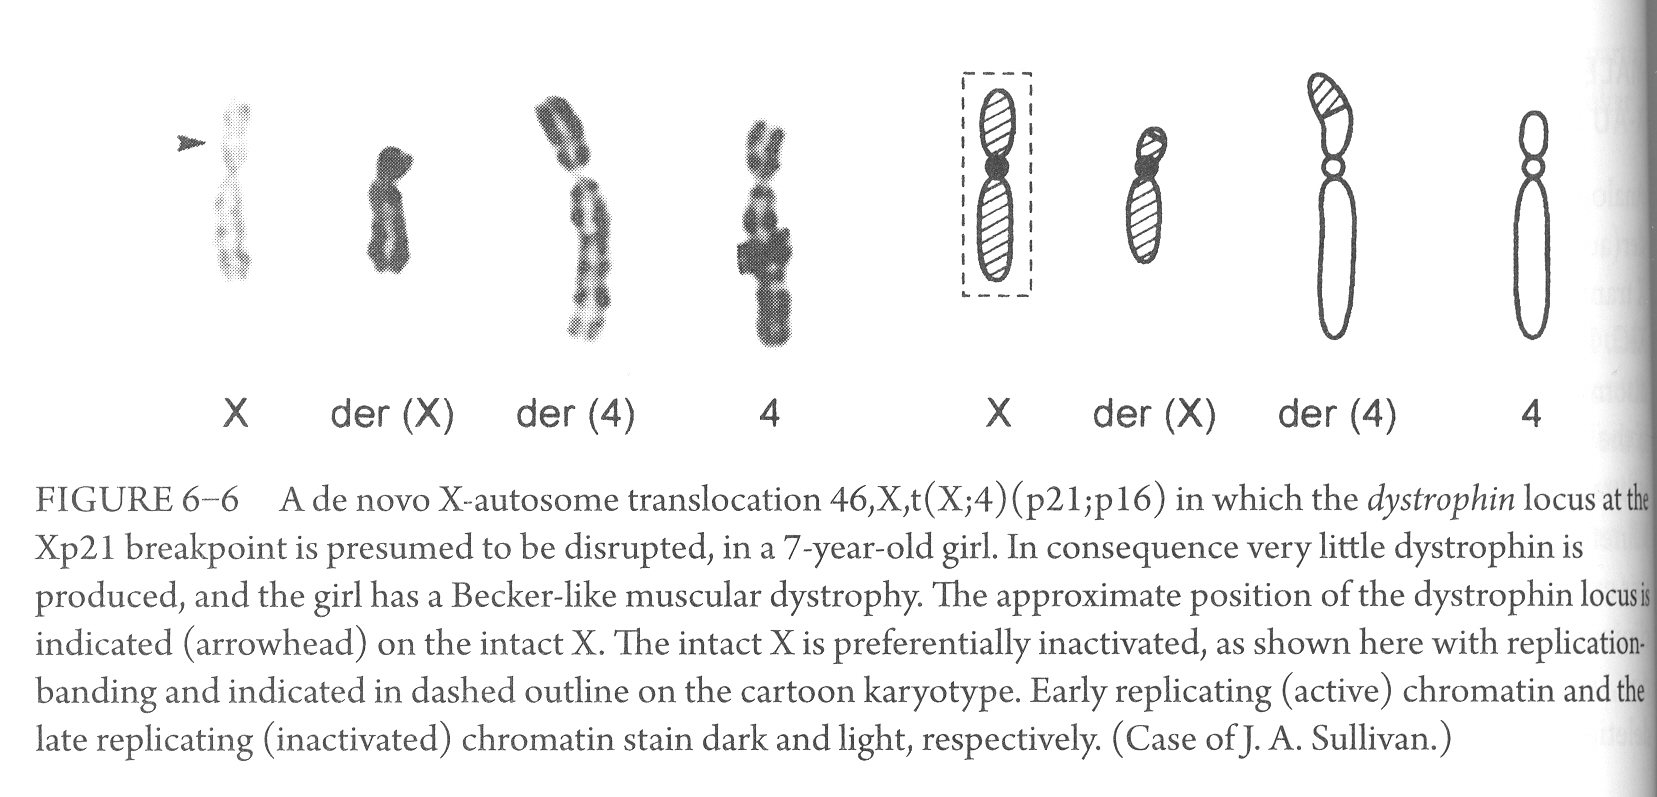 X der (X) der (4) 4 X der (X) der (4) 4
FIGURE 6–6 A de novo X-autosome translocation 46,X,t(X;4)(p21;p16) in which the dystrophin locus at the
Xp21 breakpoint is presumed to be disrupted, in a 7-year-old girl. In consequence very little dystrophin is
produced, and the girl has a Becker-like muscular dystrophy. The approximate position of the dystrophin locus is
indicated (arrowhead) on the intact X. The intact X is preferentially inactivated, as shown here with replication-
banding and indicated in dashed outline on the cartoon karyotype. Early replicating (active) chromatin and the
late replicating (inactivated) chromatin stain dark and light, respectively. (Case of J. A. Sullivan.)